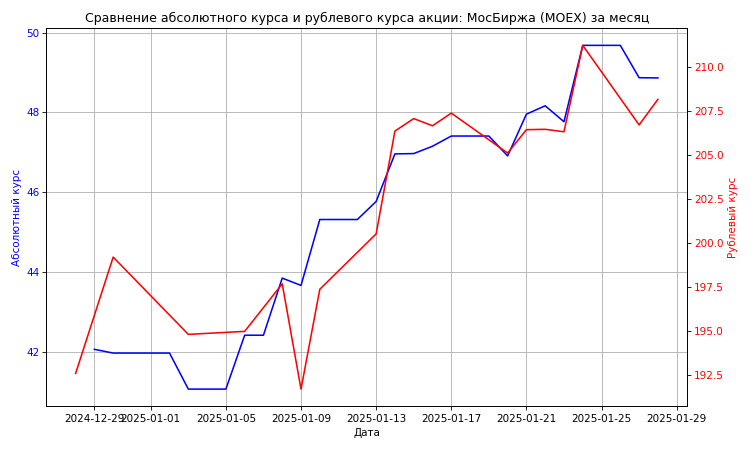 Сравнение абсолютного курса и рублевого курса акции: МосБиржа (MOEX) за месяц
Абсолютный курс
50
48
46
44
42
210.0
207.5
205.0
202.5
200.0
197.5
195.0
192.5
Рублевый курс
2024-12-29 2025-01-01 2025-01-05 2025-01-09 2025-01-13 2025-01-17 2025-01-21 2025-01-25 2025-01-29
Дата